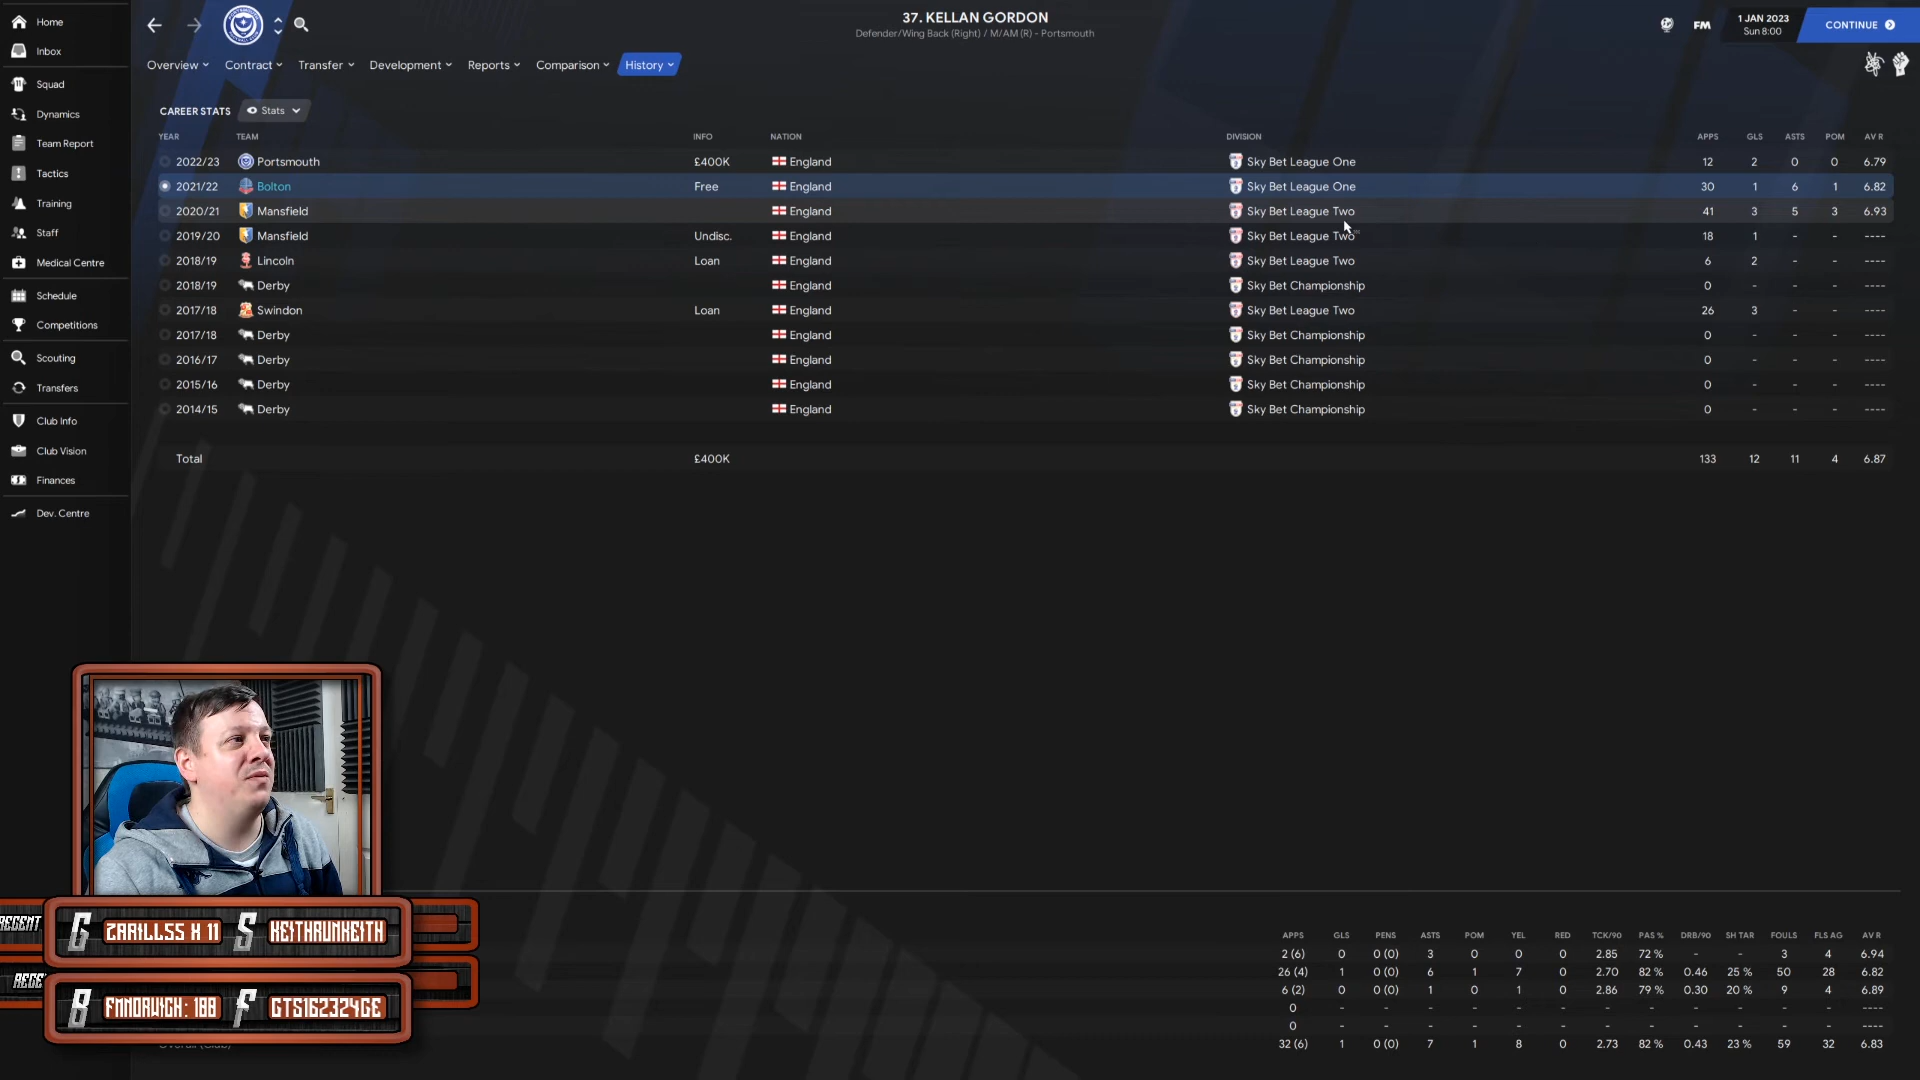 Home
Inbox
Squad
Dynamics
Team Report
Tactics
Training
Staff
Medical Centre
Schedule
Competitions
Scouting
Transfers
Club Info
Club Vision
Finances
Dev. Centre
37. KELLAN GORDON
Defender/Wing Back (Right) / M/AM (R) - Portsmouth
FM
1 JAN 2023
Sun 8:00
CONTINUE
Overview Contract Transfer Development Reports Comparison History
CAREER STATS Stats
YEAR TEAM INFO NATION DIVISION APPS GLS ASTS POM AV R
2022/23 Portsmouth £400K England Sky Bet League One 12 2 0 0 6.79
2021/22 Bolton Free England Sky Bet League One 30 1 6 1 6.82
2020/21 Mansfield England Sky Bet League Two 41 3 5 3 6.93
2019/20 Mansfield Undisc. England Sky Bet League Two 18 1 - - ----
2018/19 Lincoln Loan England Sky Bet League Two 6 2 - - ----
2018/19 Derby England Sky Bet Championship 0 - - - ----
2017/18 Swindon Loan England Sky Bet League Two 26 3 - - ----
2017/18 Derby England Sky Bet Championship 0 - - - ----
2016/17 Derby England Sky Bet Championship 0 - - - ----
2015/16 Derby England Sky Bet Championship 0 - - - ----
2014/15 Derby England Sky Bet Championship 0 - - - ----
Total £400K 133 12 11 4 6.87
APPS GLS PENS ASTS POM YEL RED TCK/90 PAS % DRB/90 SH TAR FOULS FLS AG AV R
2 (6) 0 0 (0) 3 0 0 0 2.85 72 % - - 3 4 6.94
26 (4) 1 0 (0) 6 1 7 0 2.70 82 % 0.46 25 % 50 28 6.82
6 (2) 0 0 (0) 1 0 1 0 2.86 79 % 0.30 20 % 9 4 6.89
0 - - - - - - - - - - - - ----
0 - - - - - - - - - - - - ----
32 (6) 1 0 (0) 7 1 8 0 2.73 82 % 0.43 23 % 59 32 6.83
G ZARILLSS X 11 S KEITHRUNKEITH
B FMNORWICH: 188 F GTS162324GE